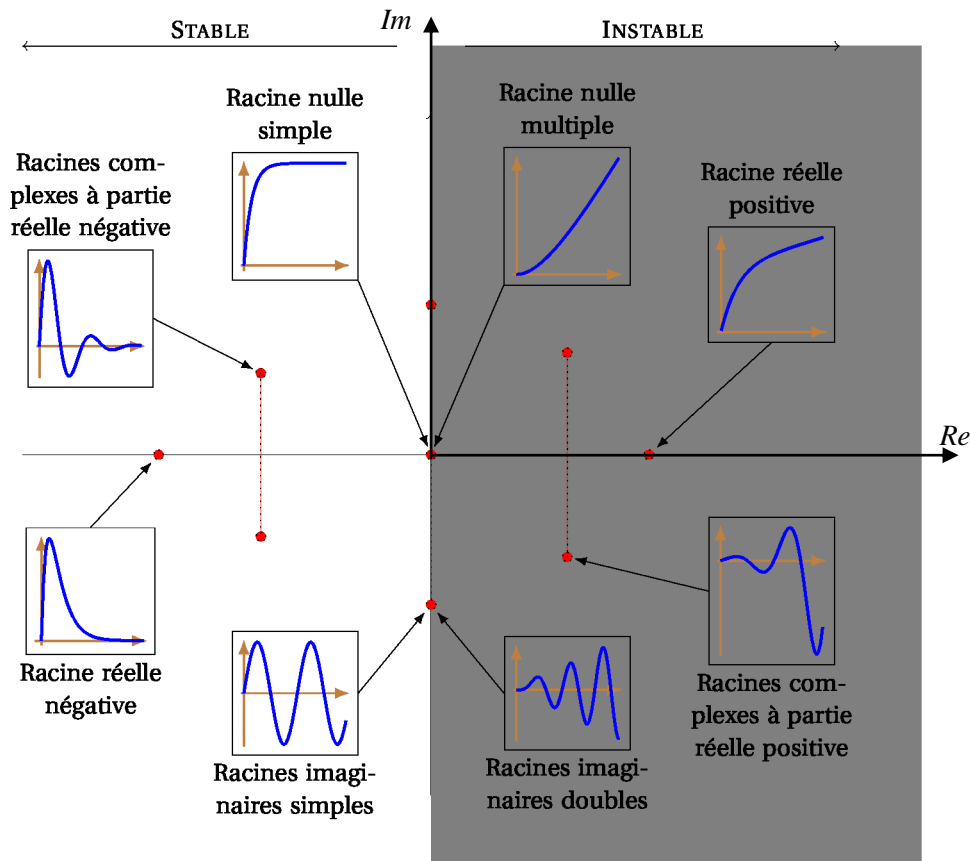 Im
STABLE
INSTABLE
Racine nulle
simple
Racine nulle
multiple
Racines com-
plexes à partie
réelle négative
Racine réelle
positive
Re
Racine réelle
négative
Racines imagi-
naires simples
Racines imagi-
naires doubles
Racines com-
plexes à partie
réelle positive